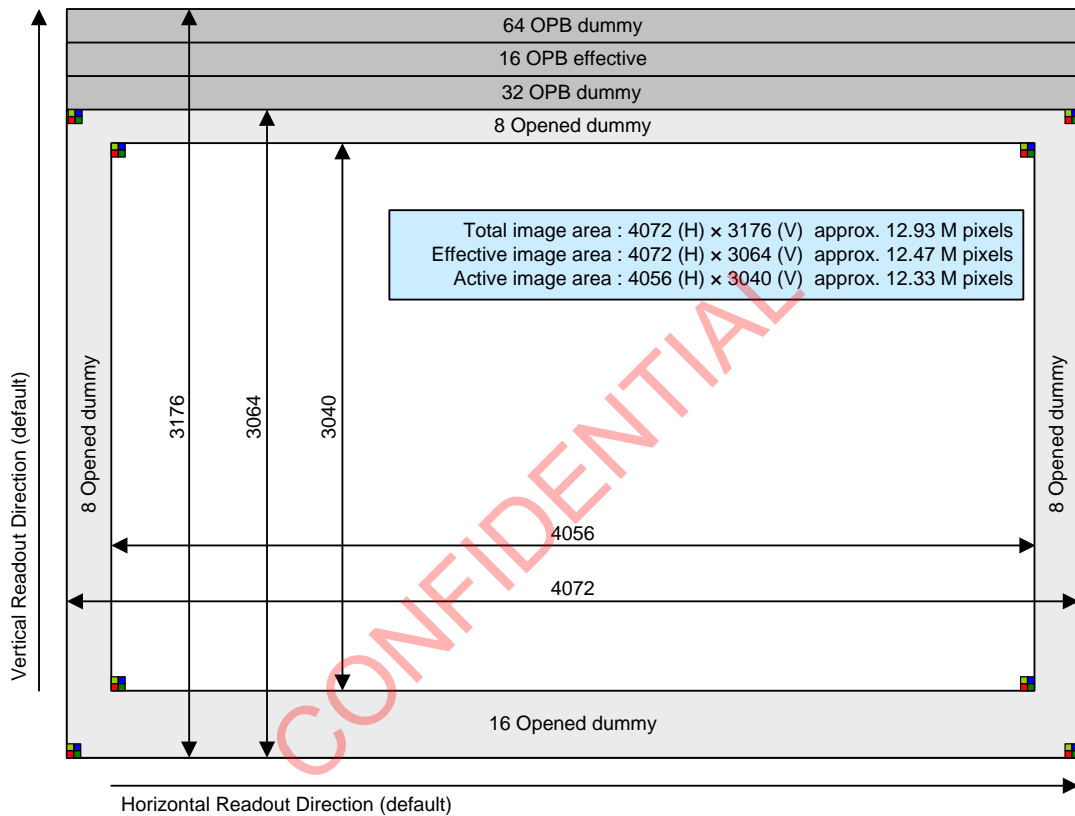 64 OPB dummy
16 OPB effective
32 OPB dummy
8 Opened dummy
Total image area : 4072 (H) × 3176 (V) approx. 12.93 M pixels
Effective image area : 4072 (H) × 3064 (V) approx. 12.47 M pixels
Active image area : 4056 (H) × 3040 (V) approx. 12.33 M pixels
Vertical Readout Direction (default)
8 Opened dummy
3176
3064
3040
8 Opened dummy
4056
4072
CONFIDENTIAL
16 Opened dummy
Horizontal Readout Direction (default)